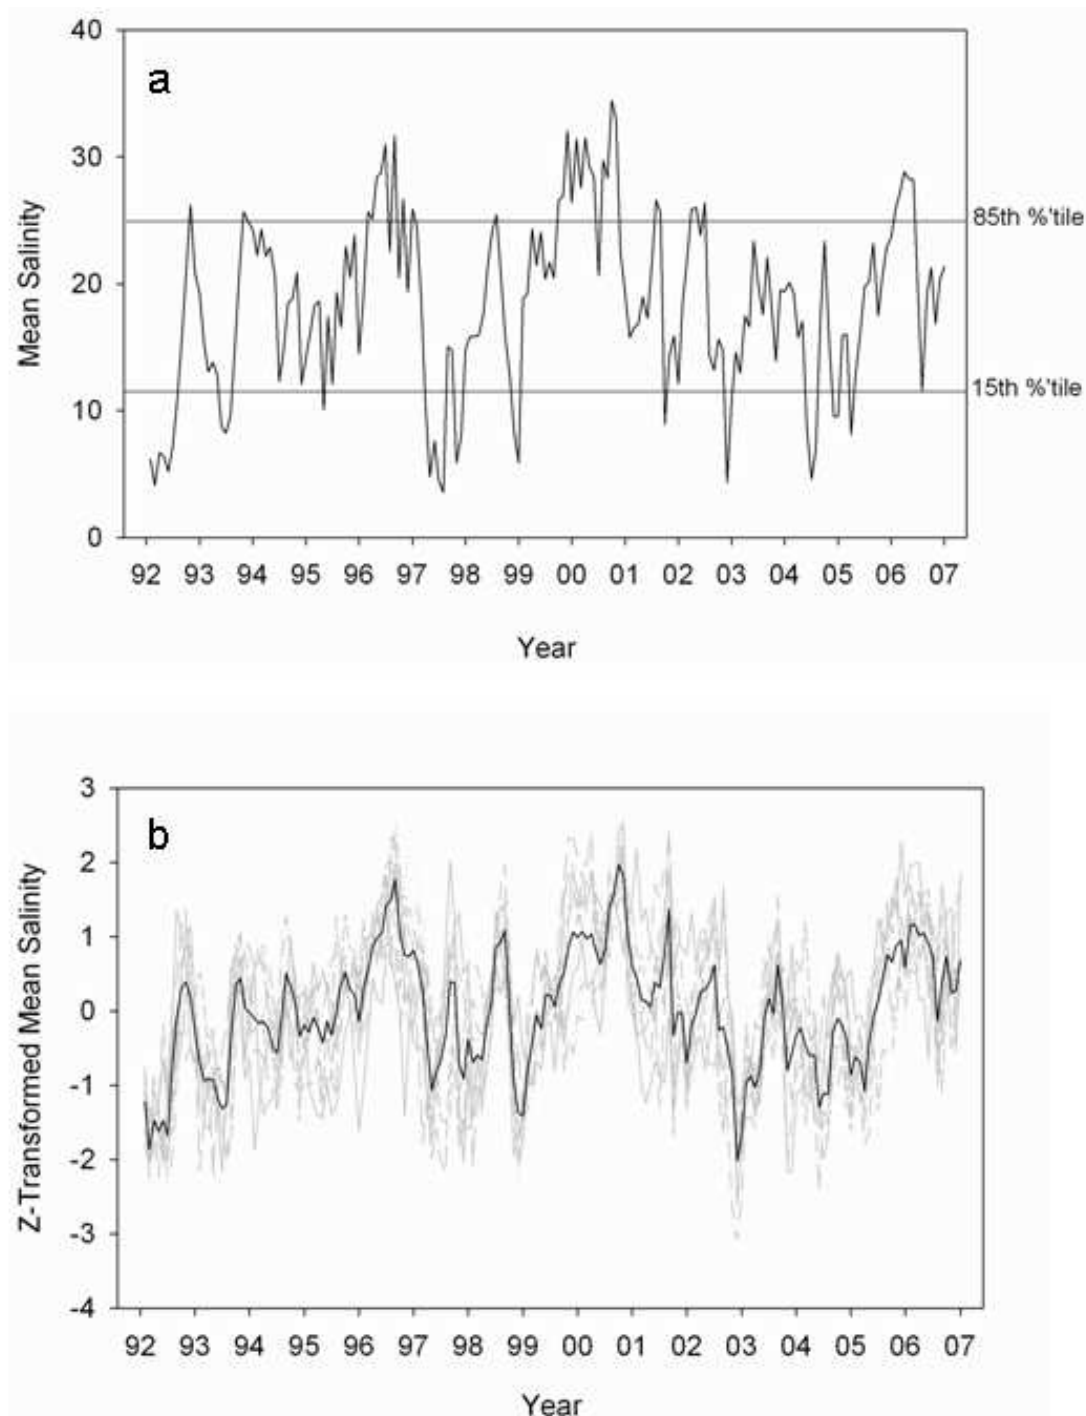 40
a
30
85th %'tile
Mean Salinity
20
15th %'tile
10
0
92 93 94 95 96 97 98 99 00 01 02 03 04 05 06 07
Year
3
b
2
1
Z-Transformed Mean Salinity
0
-1
-2
-3
-4
92 93 94 95 96 97 98 99 00 01 02 03 04 05 06 07
Year